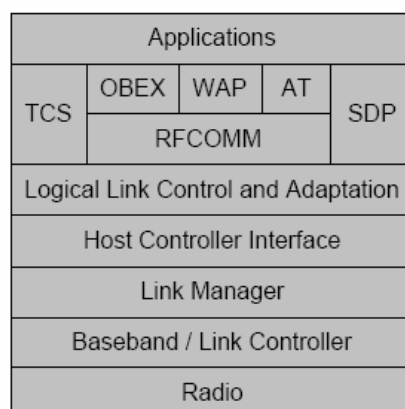 Applications
OBEX WAP AT
TCS SDP
RFCOMM
Logical Link Control and Adaptation
Host Controller Interface
Link Manager
Baseband / Link Controller
Radio